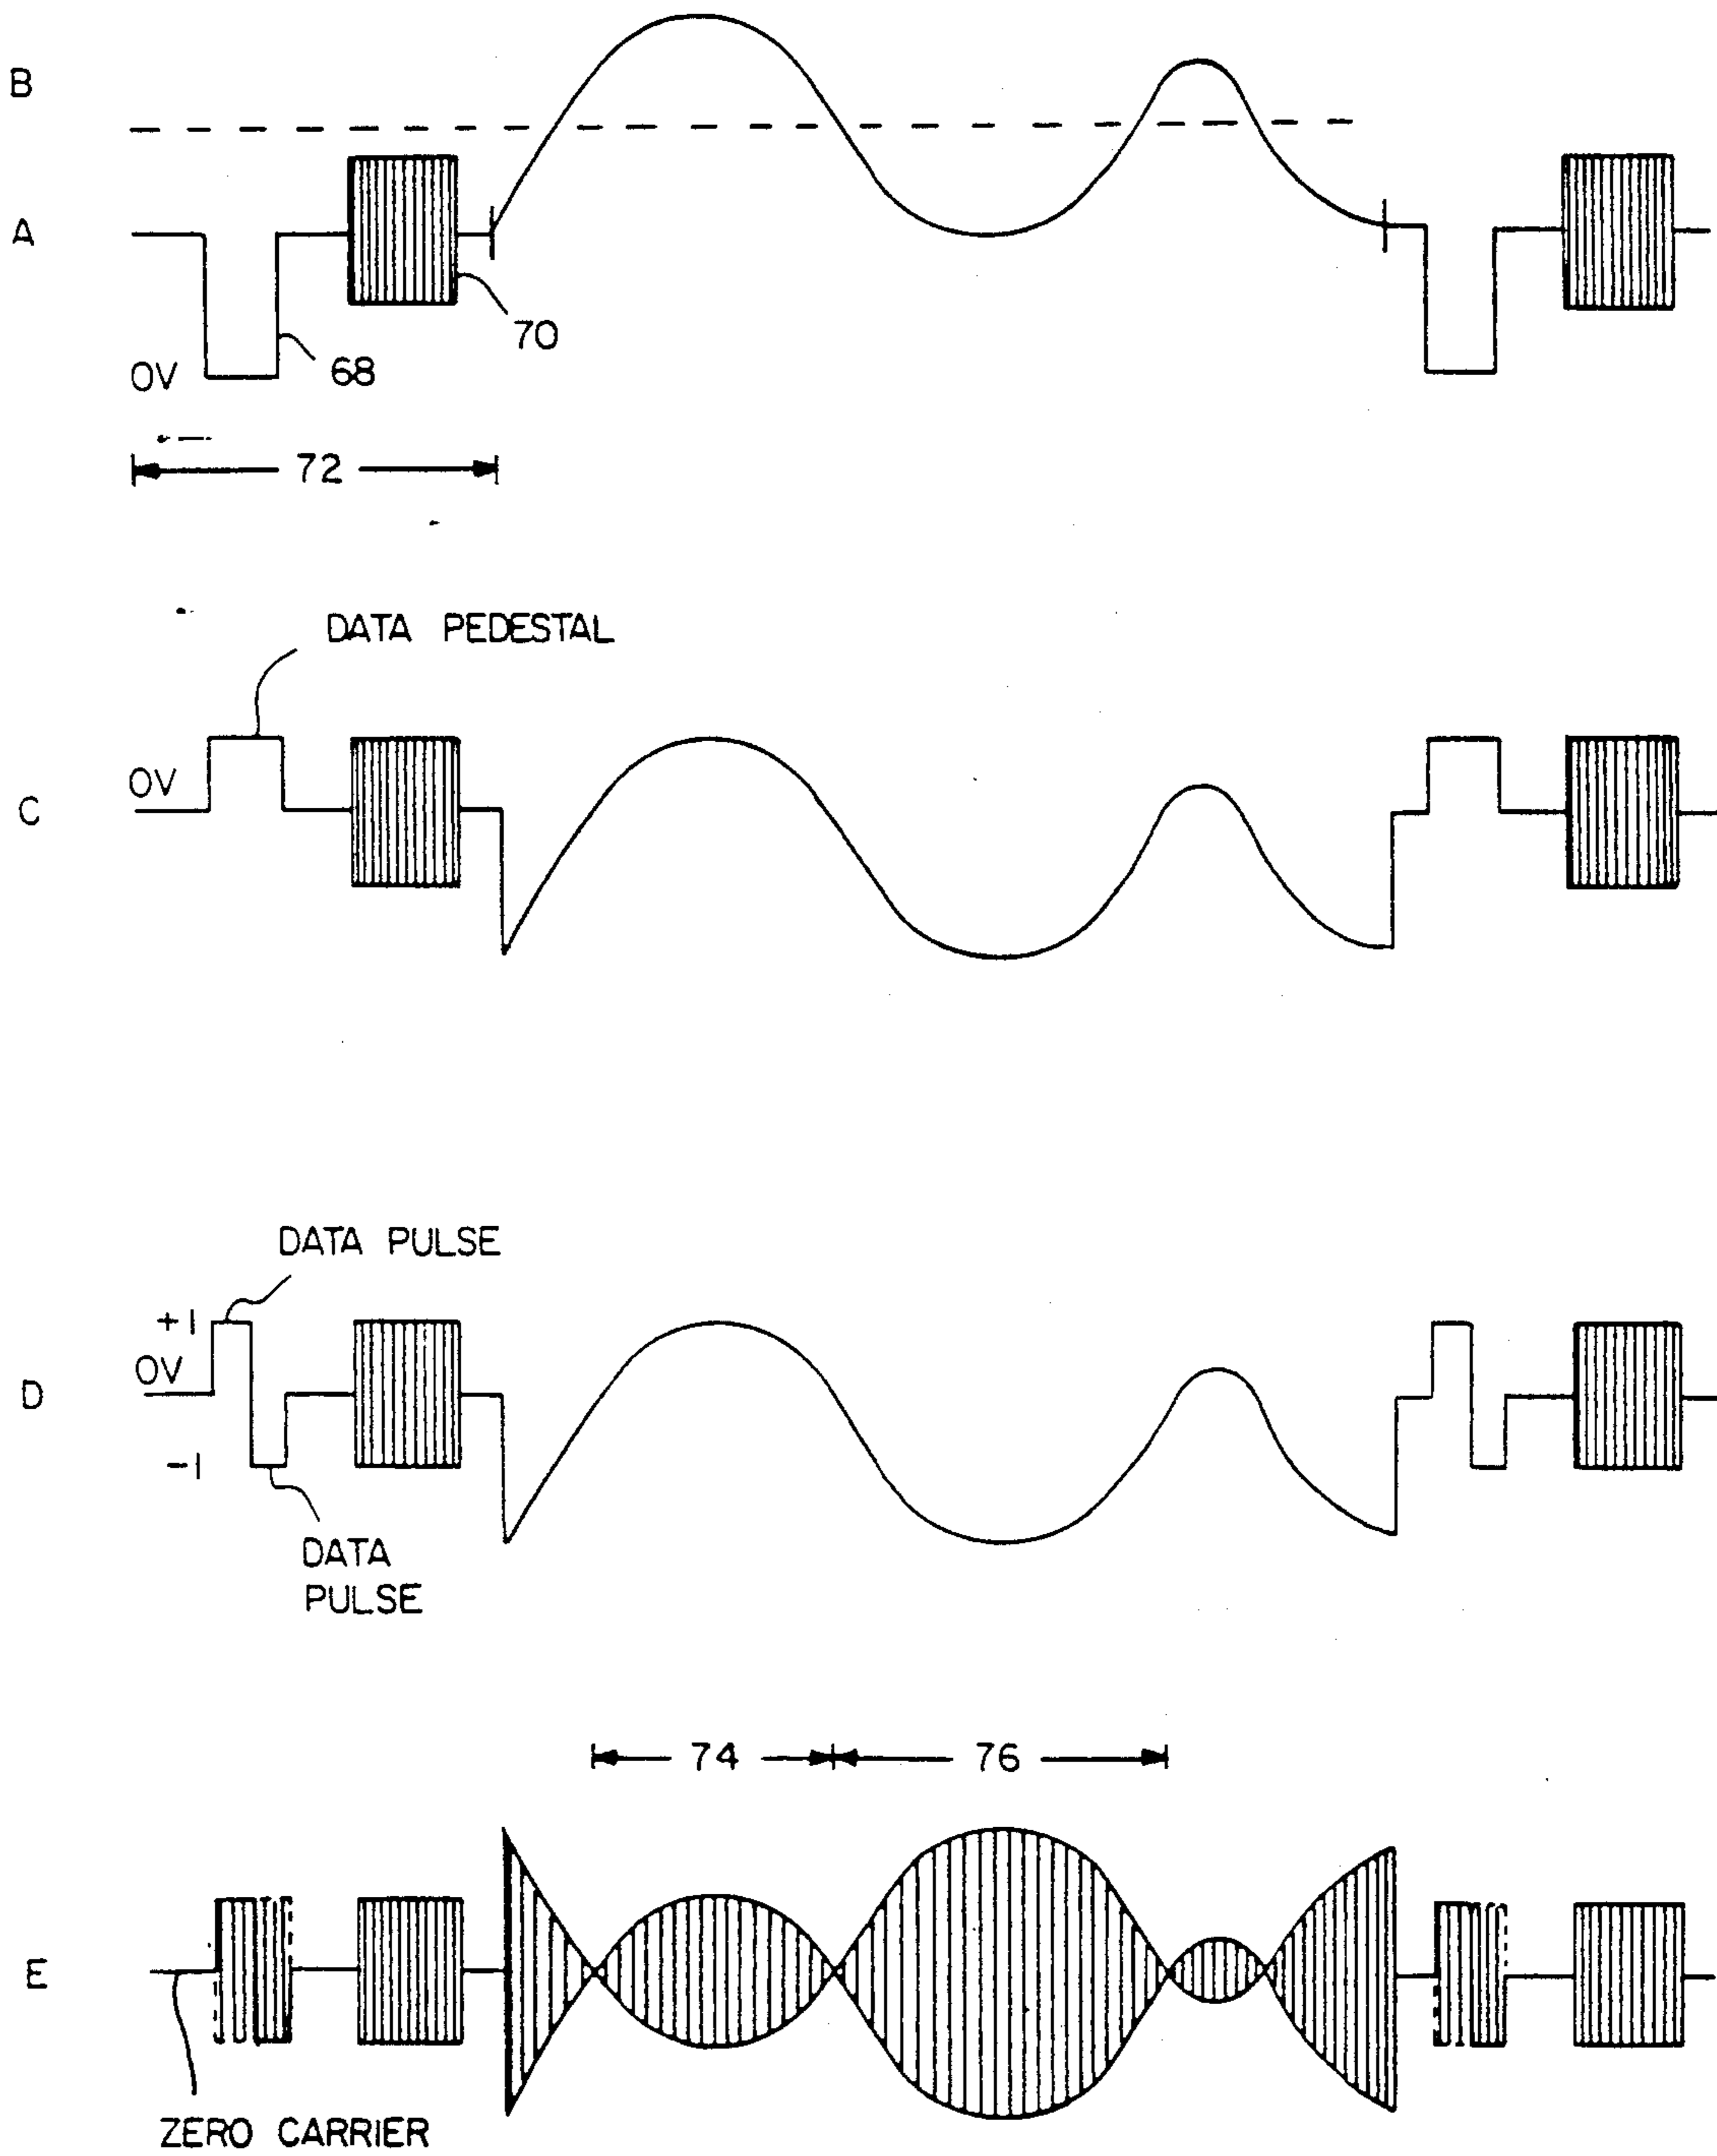 B
A
70
0V
68
72
DATA PEDESTAL
0V
C
DATA PULSE
+1
0V
D
-1
DATA
PULSE
74
76
E
ZERO CARRIER